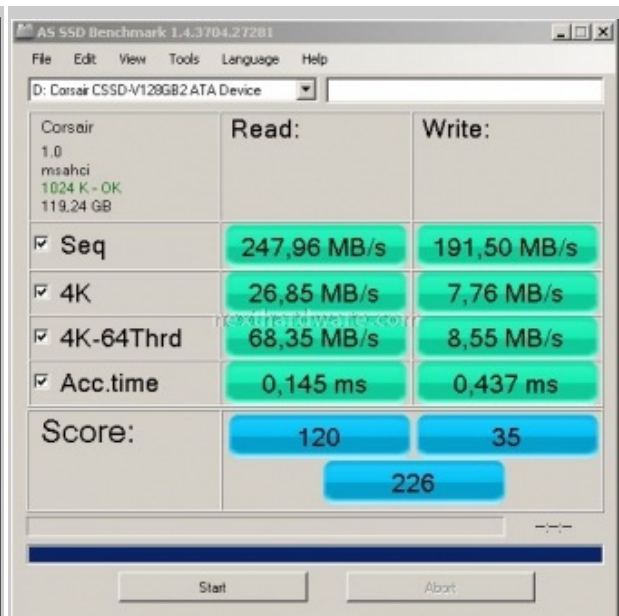 AS SSD Benchmark 1.4.3704.27281
File Edit View Tools Language Help
D: Corsair CSSD-V128GB2 ATA Device
Corsair
1.0
msahci
1024 K - OK
119,24 GB
Read: Write:
Seq 247,96 MB/s 191,50 MB/s
4K 26,85 MB/s 7,76 MB/s
nexthardware.com
4K-64Thrd 68,35 MB/s 8,55 MB/s
Acc.time 0,145 ms 0,437 ms
Score: 120 35
226
-:-:-
Start Abort